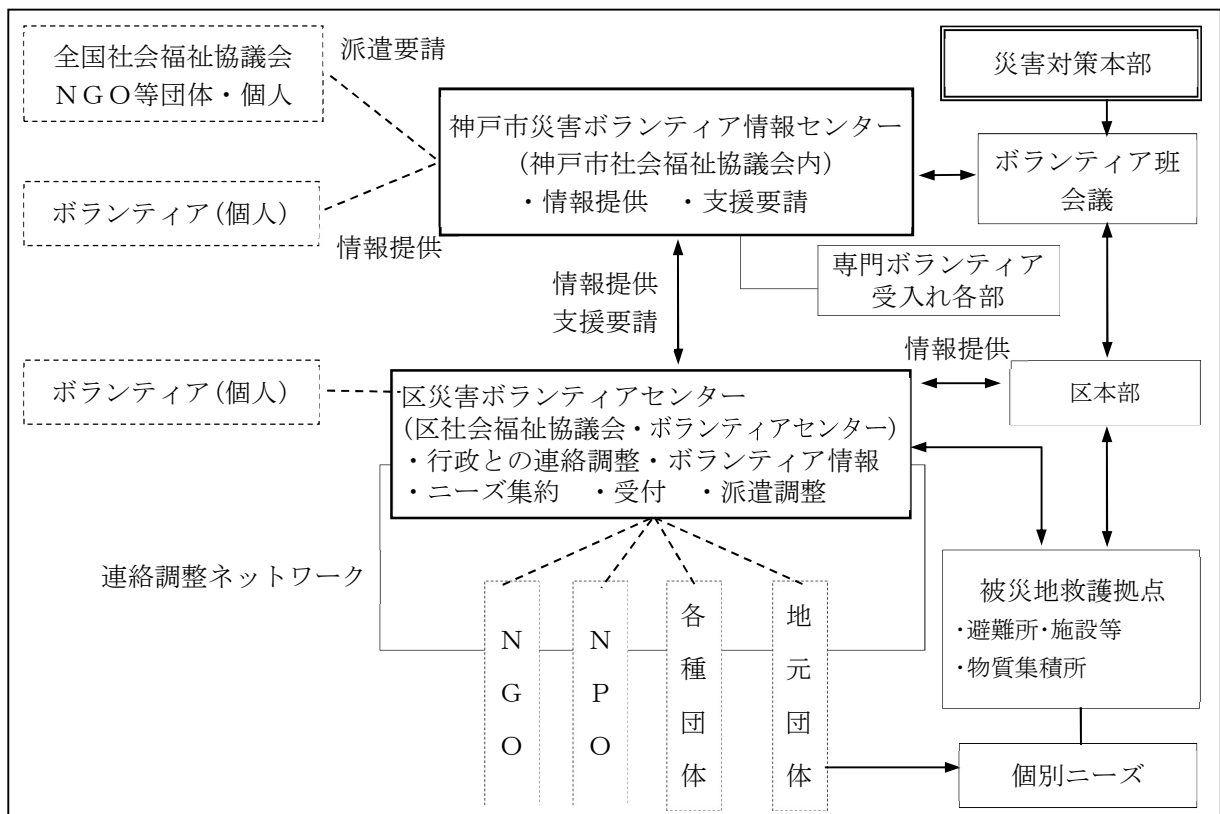 全国社会福祉協議会
NGO等団体・個人
派遣要請
災害対策本部
神戸市災害ボランティア情報センター
(神戸市社会福祉協議会内)
・情報提供　・支援要請
ボランティア班
会議
ボランティア(個人)
情報提供
専門ボランティア
受入れ各部
情報提供
支援要請
情報提供
ボランティア(個人)
区災害ボランティアセンター
(区社会福祉協議会・ボランティアセンター)
・行政との連絡調整・ボランティア情報
・ニーズ集約　・受付　・派遣調整
区本部
連絡調整ネットワーク
NGO
NPO
各種団体
地元団体
被災地救護拠点
・避難所・施設等
・物質集積所
個別ニーズ